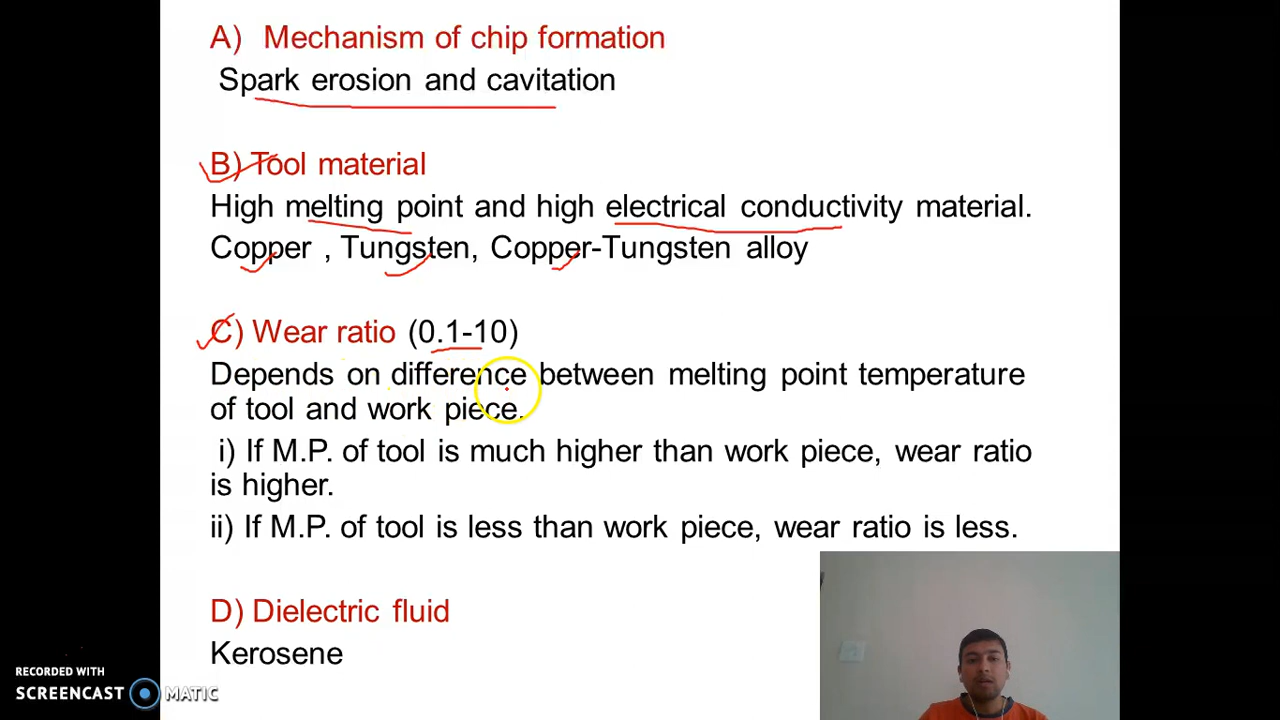 A) Mechanism of chip formation
Spark erosion and cavitation
B) Tool material
High melting point and high electrical conductivity material.
Copper , Tungsten, Copper-Tungsten alloy
C) Wear ratio (0.1-10)
Depends on difference between melting point temperature
of tool and work piece.
i) If M.P. of tool is much higher than work piece, wear ratio
is higher.
ii) If M.P. of tool is less than work piece, wear ratio is less.
D) Dielectric fluid
Kerosene
RECORDED WITH
SCREENCAST MATIC